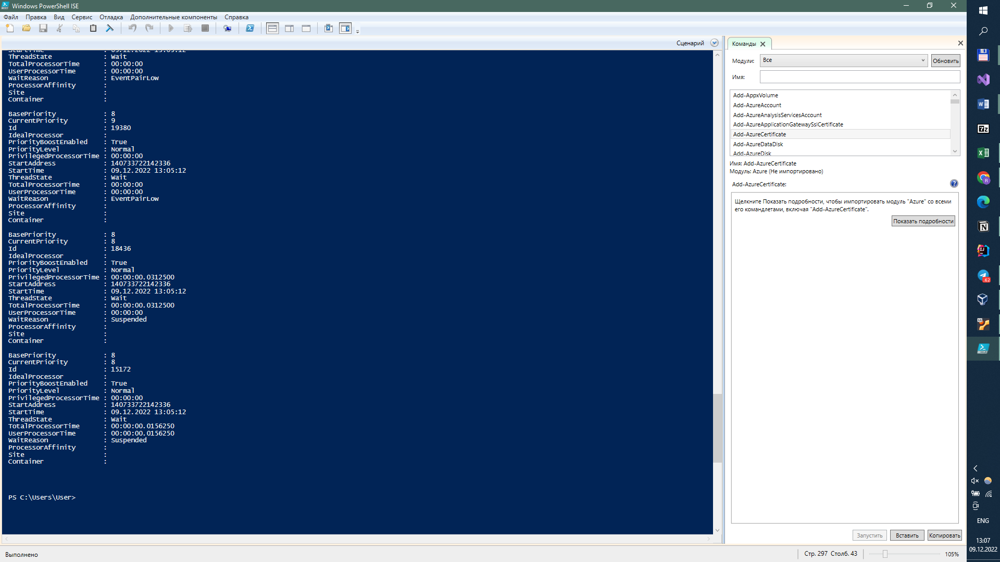 Windows PowerShell ISE
Файл Правка Вид Сервис Отладка Дополнительные компоненты Справка
Сценарий
StartTime : 09.12.2022 13:05:12
ThreadState : Wait
TotalProcessorTime : 00:00:00
UserProcessorTime : 00:00:00
WaitReason : EventPairLow
ProcessorAffinity :
Site :
Container :
BasePriority : 8
CurrentPriority : 9
Id : 19380
IdealProcessor :
PriorityBoostEnabled : True
PriorityLevel : Normal
PrivilegedProcessorTime : 00:00:00
StartAddress : 140733722142336
StartTime : 09.12.2022 13:05:12
ThreadState : Wait
TotalProcessorTime : 00:00:00
UserProcessorTime : 00:00:00
WaitReason : EventPairLow
ProcessorAffinity :
Site :
Container :
BasePriority : 8
CurrentPriority : 8
Id : 18436
IdealProcessor :
PriorityBoostEnabled : True
PriorityLevel : Normal
PrivilegedProcessorTime : 00:00:00.0312500
StartAddress : 140733722142336
StartTime : 09.12.2022 13:05:12
ThreadState : Wait
TotalProcessorTime : 00:00:00.0312500
UserProcessorTime : 00:00:00
WaitReason : Suspended
ProcessorAffinity :
Site :
Container :
BasePriority : 8
CurrentPriority : 8
Id : 15172
IdealProcessor :
PriorityBoostEnabled : True
PriorityLevel : Normal
PrivilegedProcessorTime : 00:00:00
StartAddress : 140733722142336
StartTime : 09.12.2022 13:05:12
ThreadState : Wait
TotalProcessorTime : 00:00:00.0156250
UserProcessorTime : 00:00:00.0156250
WaitReason : Suspended
ProcessorAffinity :
Site :
Container :
PS C:\Users\User>
Команды
Модули: Все Обновить
Имя:
Add-AppxVolume
Add-AzureAccount
Add-AzureAnalysisServicesAccount
Add-AzureApplicationGatewaySslCertificate
Add-AzureCertificate
Add-AzureDataDisk
Add-AzureDisk
Имя: Add-AzureCertificate
Модуль: Azure (Не импортировано)
Add-AzureCertificate:
Щелкните Показать подробности, чтобы импортировать модуль "Azure" со всеми
его командлетами, включая "Add-AzureCertificate".
Показать подробности
Запустить Вставить Копировать
Выполнено
Стр. 297 Столб. 43
105%
W
7z
X
R
N
IJ
.62
ENG
13:07
09.12.2022